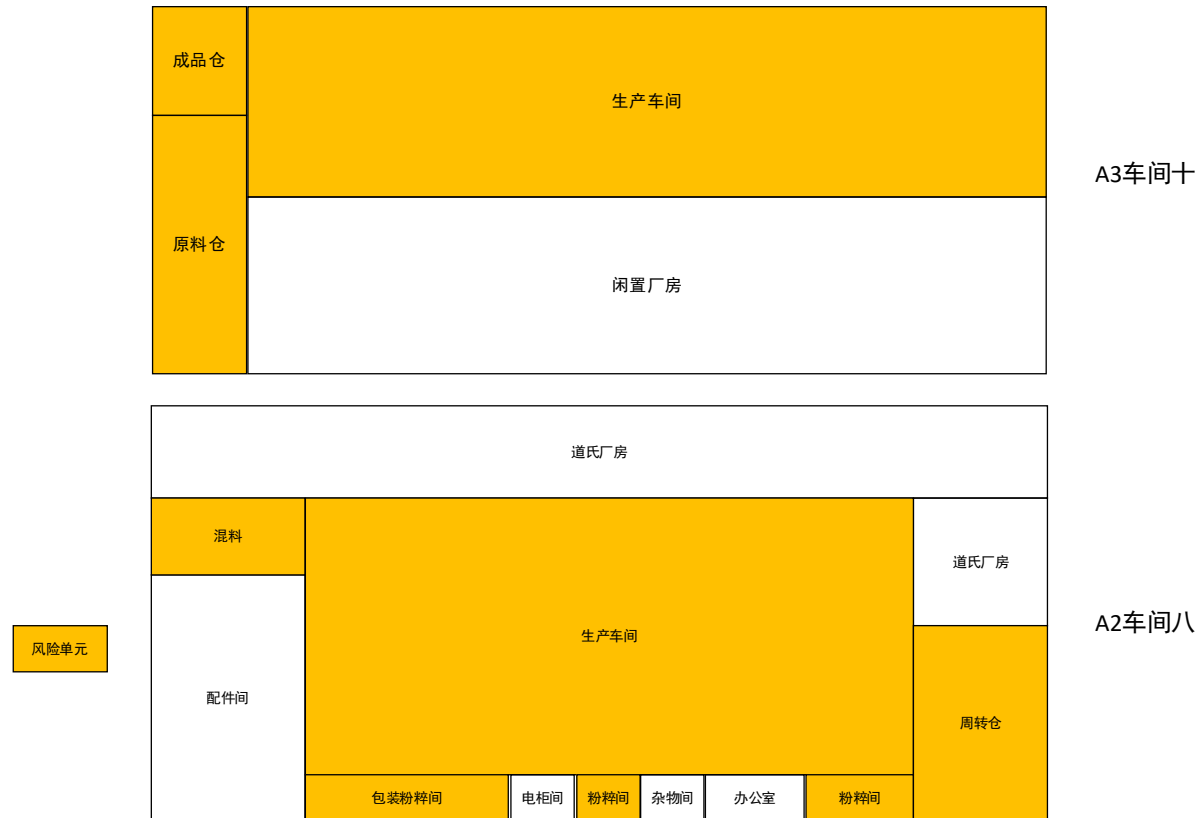 成品仓
生产车间
A3车间十
原料仓
闲置厂房
道氏厂房
混料
道氏厂房
A2车间八
生产车间
风险单元
配件间
周转仓
包装粉粹间
电柜间
粉粹间
杂物间
办公室
粉粹间